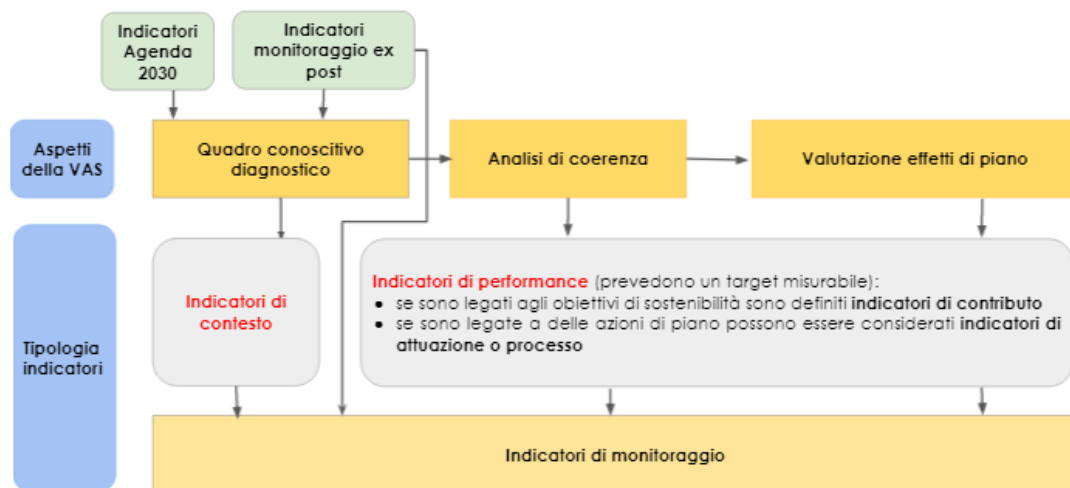 Indicatori
Agenda
2030
Indicatori
monitoraggio ex
post
Aspetti
della VAS
Quadro conoscitivo
diagnostico
Analisi di coerenza
Valutazione effetti di piano
Tipologia
indicatori
Indicatori di
contesto
Indicatori di performance (prevedono un target misurabile):
• se sono legati agli obiettivi di sostenibilità sono definiti indicatori di contributo
• se sono legate a delle azioni di piano possono essere considerati indicatori di
attuazione o processo
Indicatori di monitoraggio